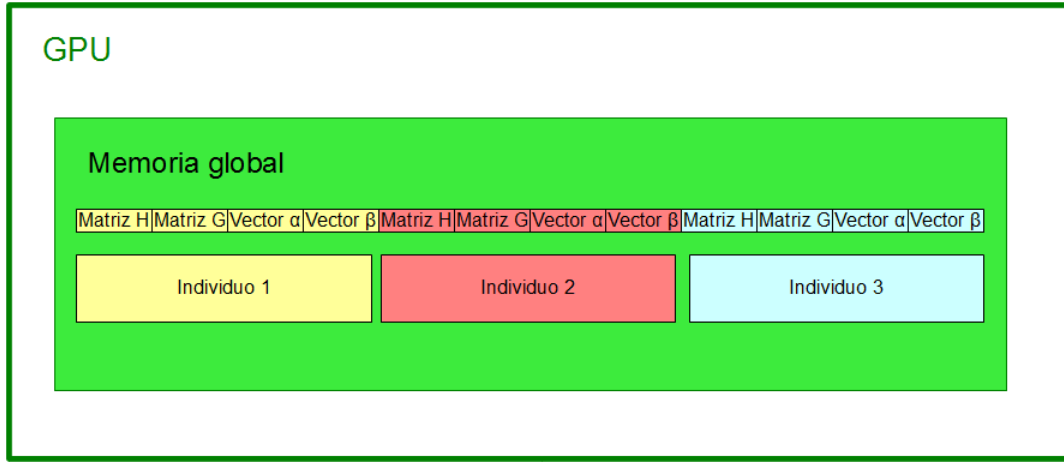 GPU
Memoria global
Matriz H Matriz G Vector α Vector β Matriz H Matriz G Vector α Vector β Matriz H Matriz G Vector α Vector β
Individuo 1 Individuo 2 Individuo 3